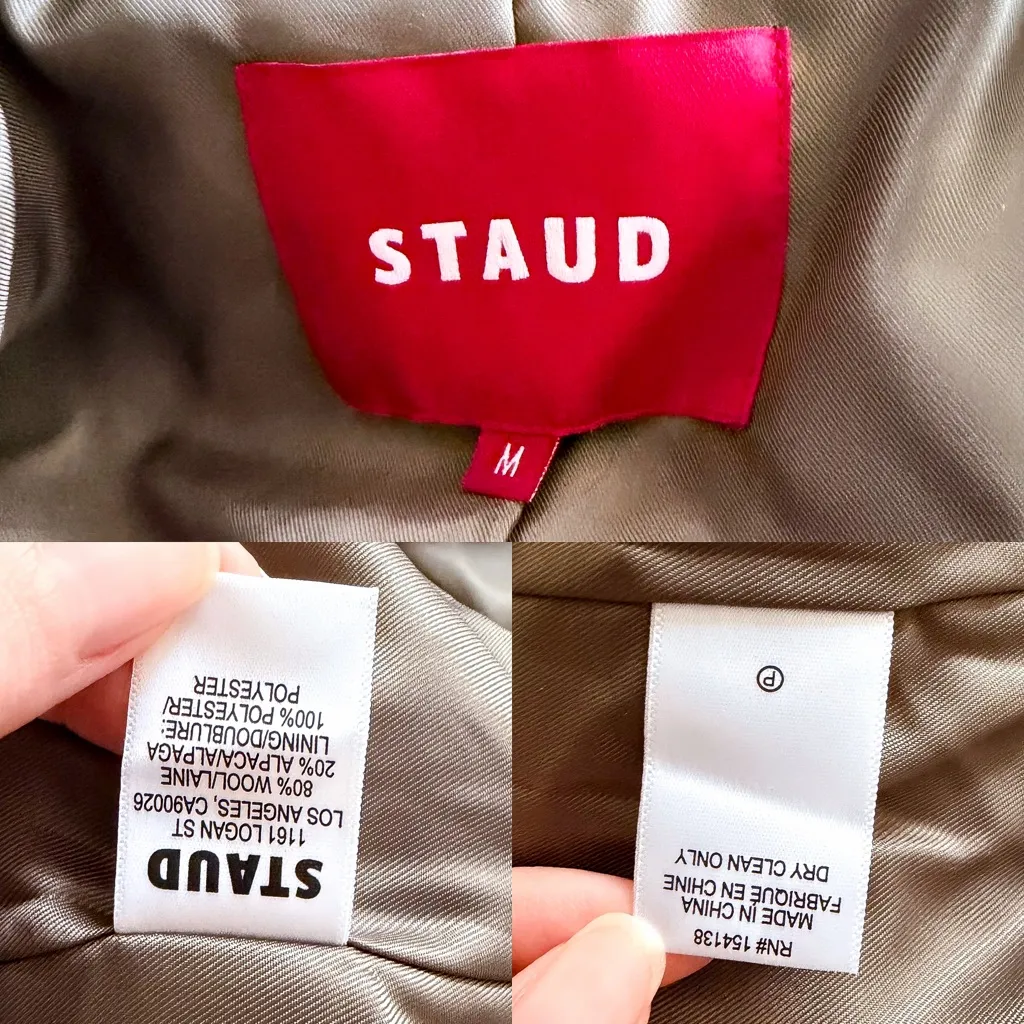 STAUD
M
STAUD
1161 LOGAN ST
LOS ANGELES, CA90026
80% WOOL/LAINE
20% ALPACA/ALPAGA
LINING/DOUBLURE:
100% POLYESTER/
POLYESTER
RN# 154138
MADE IN CHINA
FABRIQUÉ EN CHINE
DRY CLEAN ONLY
P